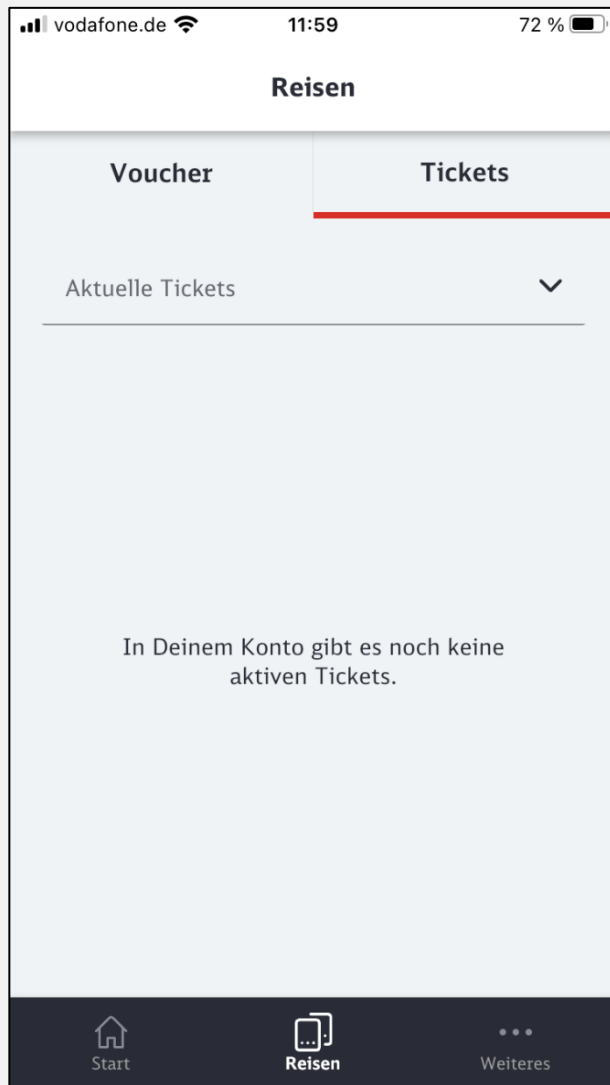 vodafone.de 11:59 72 %
Reisen
Voucher Tickets
Aktuelle Tickets
In Deinem Konto gibt es noch keine
aktiven Tickets.
Start Reisen Weiteres